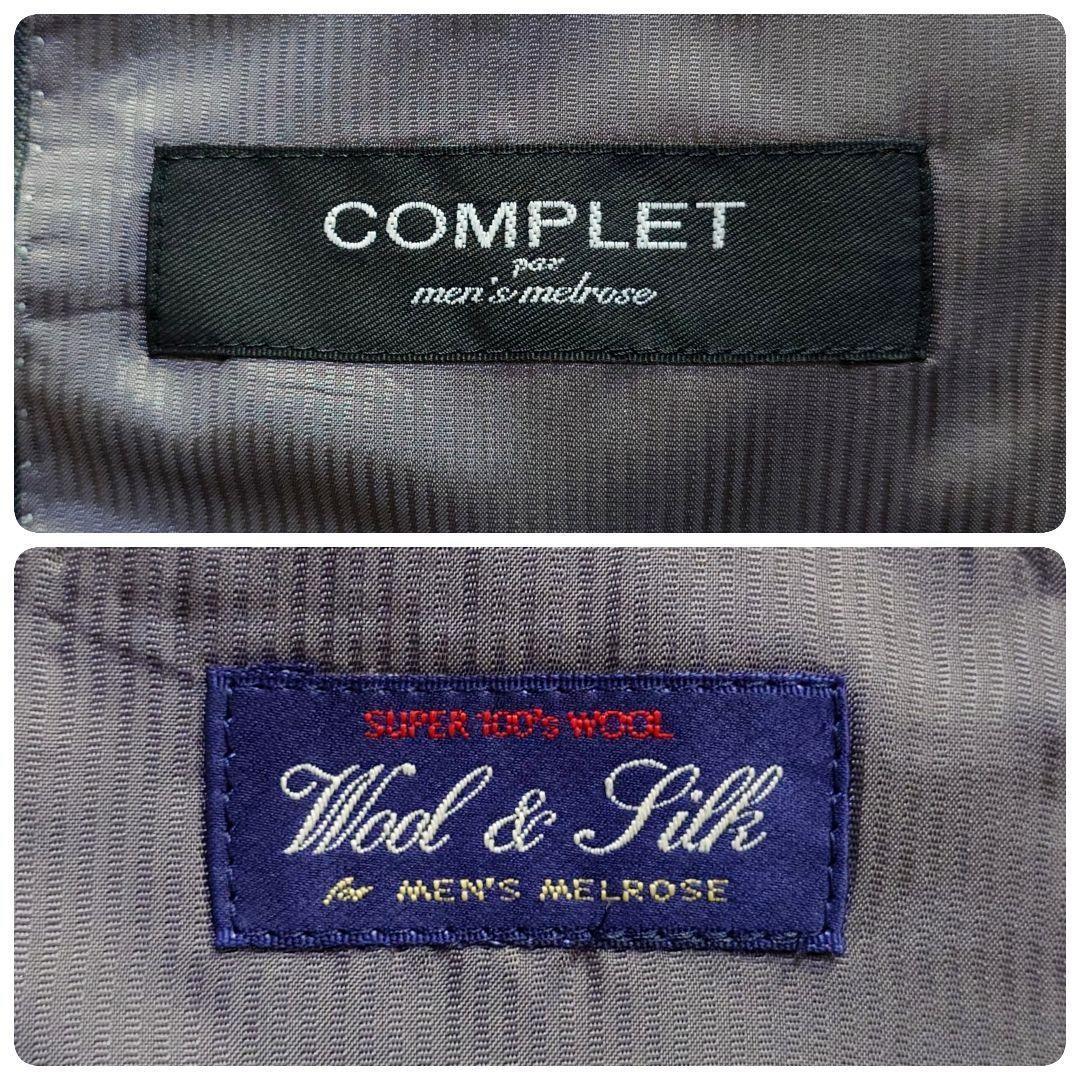 COMPLET
par
men's melrose
SUPER 100's WOOL
Wool & Silk
for MEN'S MELROSE